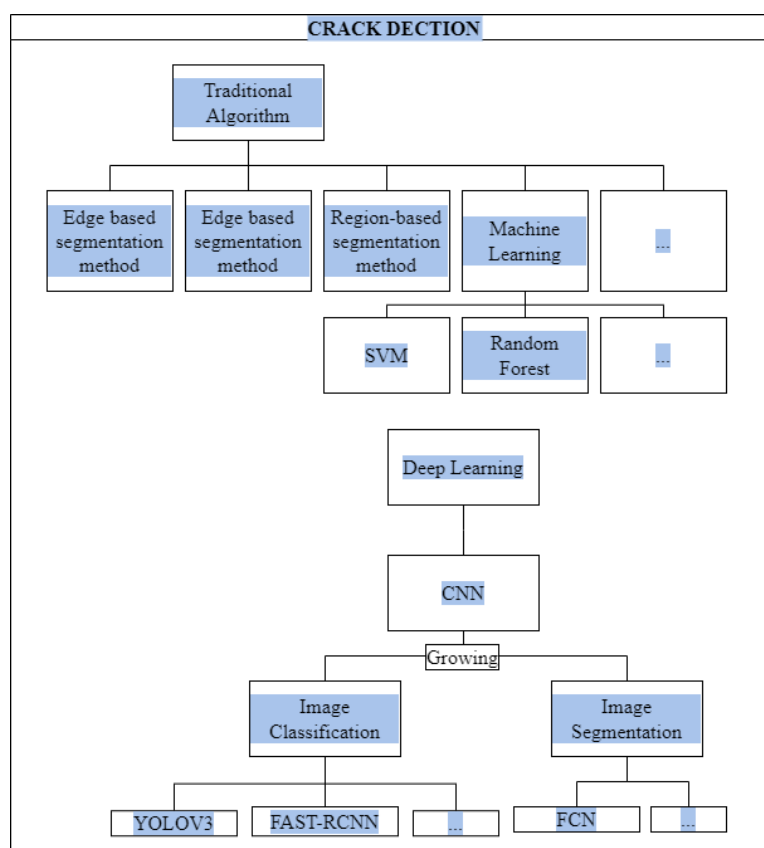 CRACK DECTION
Traditional
Algorithm
Edge based
segmentation
method
Edge based
segmentation
method
Region-based
segmentation
method
Machine
Learning
...
SVM
Random
Forest
...
Deep Learning
CNN
Growing
Image
Classification
Image
Segmentation
YOLOV3
FAST-RCNN
...
FCN
...